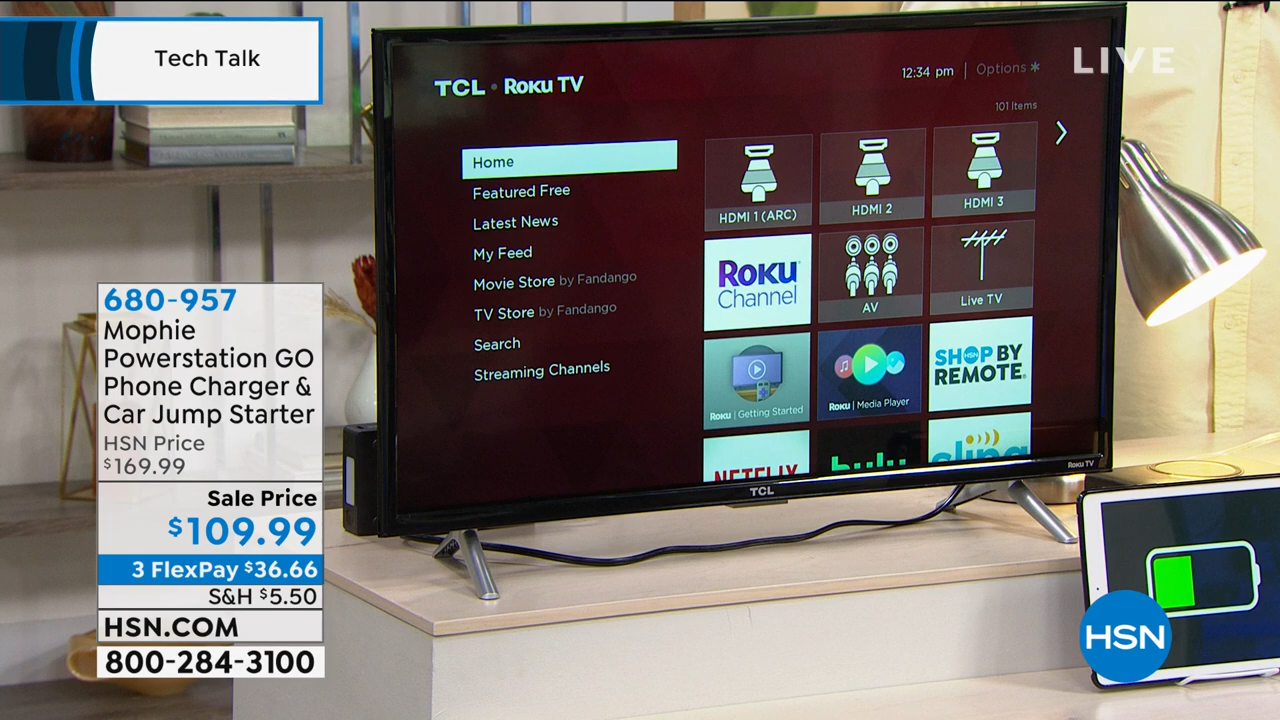 Tech Talk
LIVE
TCL • Roku TV
12:34 pm | Options *
101 Items
Home
Featured Free
Latest News
My Feed
Movie Store by Fandango
TV Store by Fandango
Search
Streaming Channels
HDMI 1 (ARC)
HDMI 2
HDMI 3
Roku
Channel
AV
Live TV
Roku | Getting Started
Roku | Media Player
SHOP HSN BY
REMOTE
NETFLIX
hulu
sling
TCL
Roku TV
680-957
Mophie
Powerstation GO
Phone Charger &
Car Jump Starter
HSN Price
$169.99
Sale Price
$109.99
3 FlexPay $36.66
S&H $5.50
HSN.COM
800-284-3100
HSN